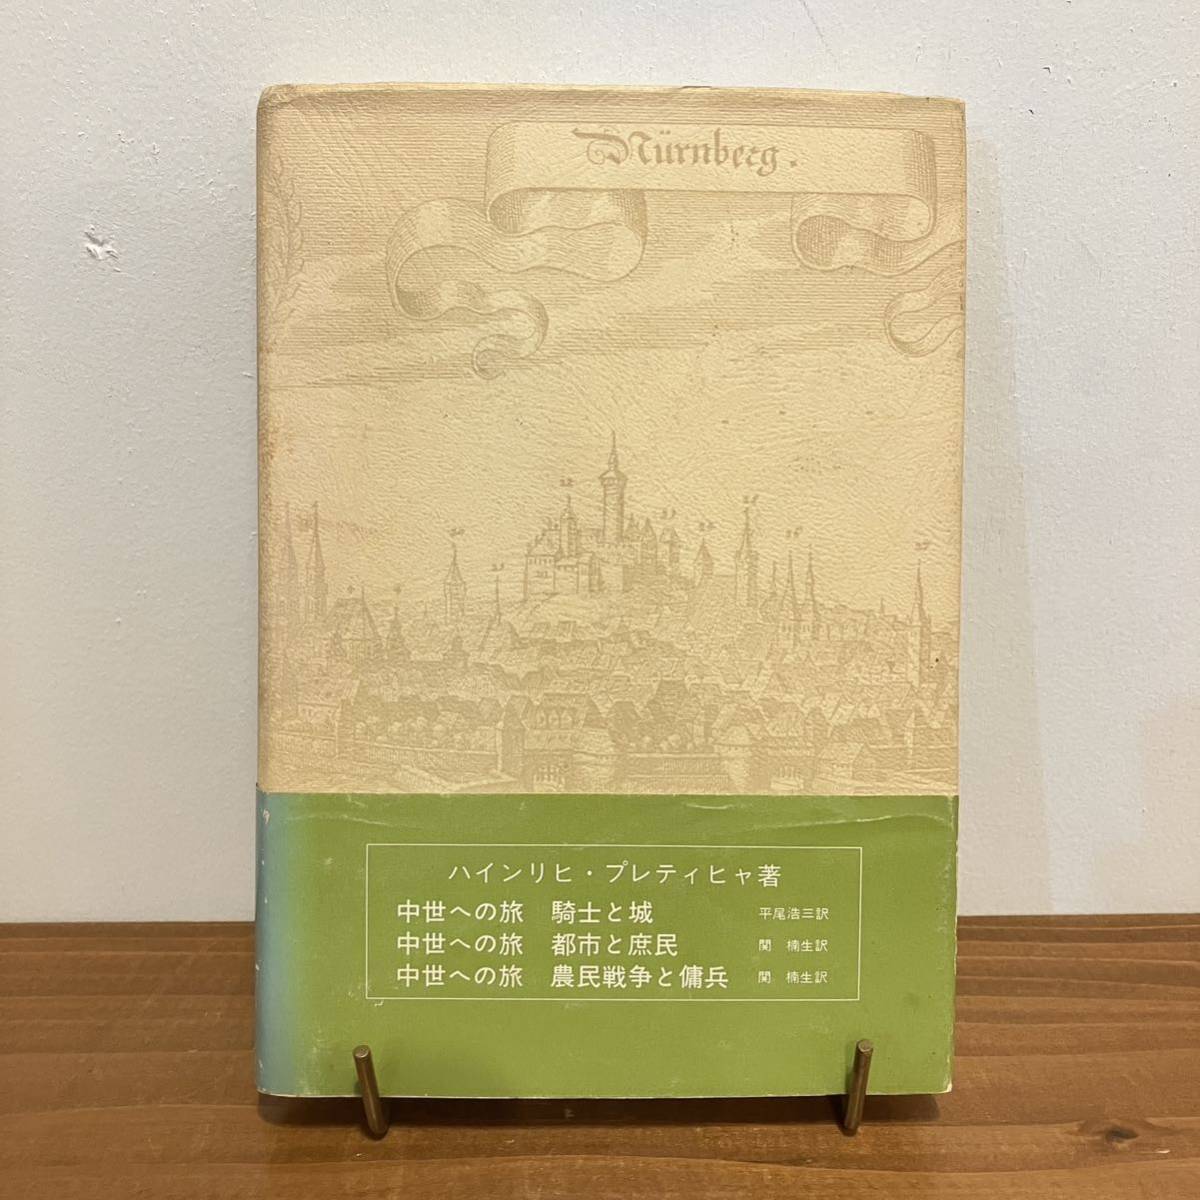 Nürnberg.
ハインリヒ・プレティヒャ著
中世への旅 騎士と城 平尾浩三訳
中世への旅 都市と庶民 関 楠生訳
中世への旅 農民戦争と傭兵 関 楠生訳